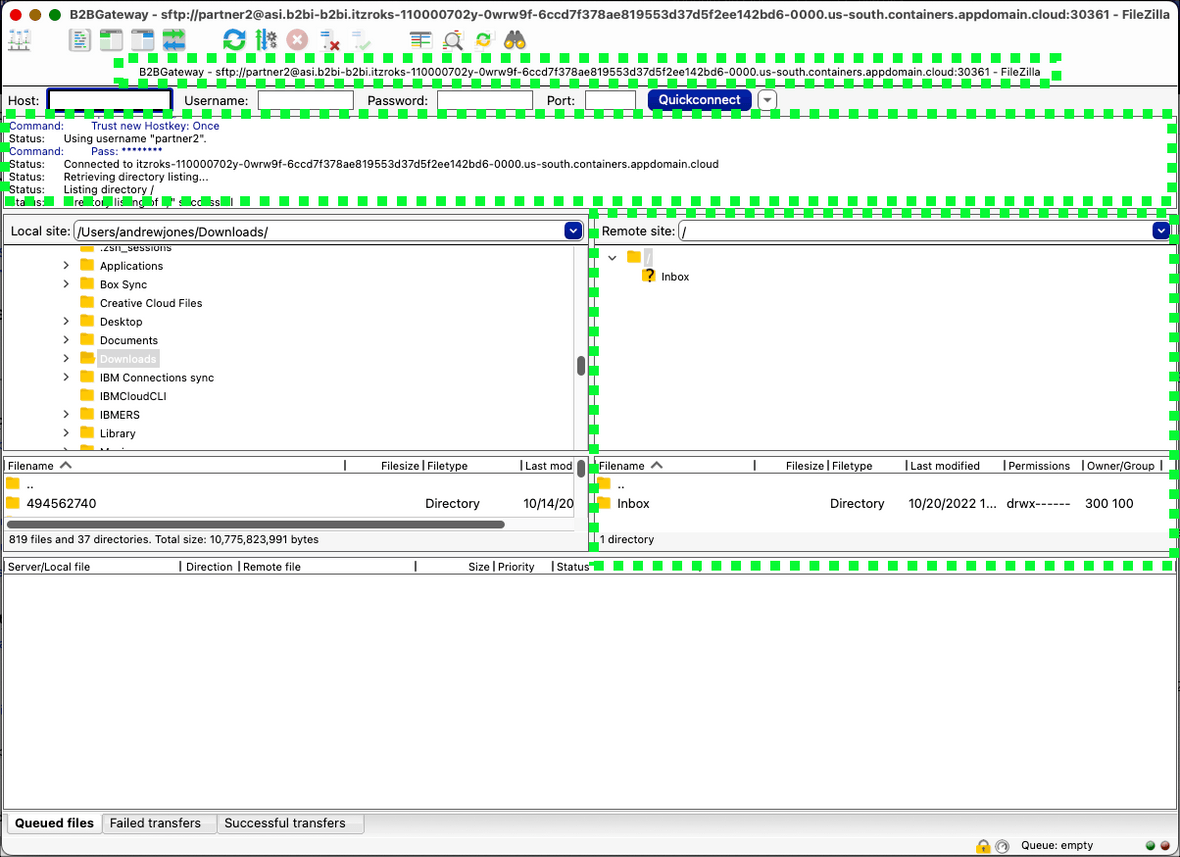 B2BGateway - sftp://partner2@asi.b2bi-b2bi.itzroks-110000702y-0wrw9f-6ccd7f378ae819553d37d5f2ee142bd6-0000.us-south.containers.appdomain.cloud:30361 - FileZilla
B2BGateway - sftp://partner2@asi.b2bi-b2bi.itzroks-110000702y-0wrw9f-6ccd7f378ae819553d37d5f2ee142bd6-0000.us-south.containers.appdomain.cloud:30361 - FileZilla
Host: Username: Password: Port: Quickconnect
Command: Trust new Hostkey: Once
Status: Using username "partner2".
Command: Pass: ********
Status: Connected to itzroks-110000702y-0wrw9f-6ccd7f378ae819553d37d5f2ee142bd6-0000.us-south.containers.appdomain.cloud
Status: Retrieving directory listing...
Status: Listing directory /
Status: Directory listing of "/" successful
Local site: /Users/andrewjones/Downloads/
.zsh_sessions
Applications
Box Sync
Creative Cloud Files
Desktop
Documents
Downloads
IBM Connections sync
IBMCloudCLI
IBMERS
Library
Filename Filesize Filetype Last mod
..
494562740 Directory 10/14/20
819 files and 37 directories. Total size: 10,775,823,991 bytes
Remote site: /
/
Inbox
Filename Filesize Filetype Last modified Permissions Owner/Group
..
Inbox Directory 10/20/2022 1... drwx------ 300 100
1 directory
Server/Local file Direction Remote file Size Priority Status
Queued files Failed transfers Successful transfers
Queue: empty